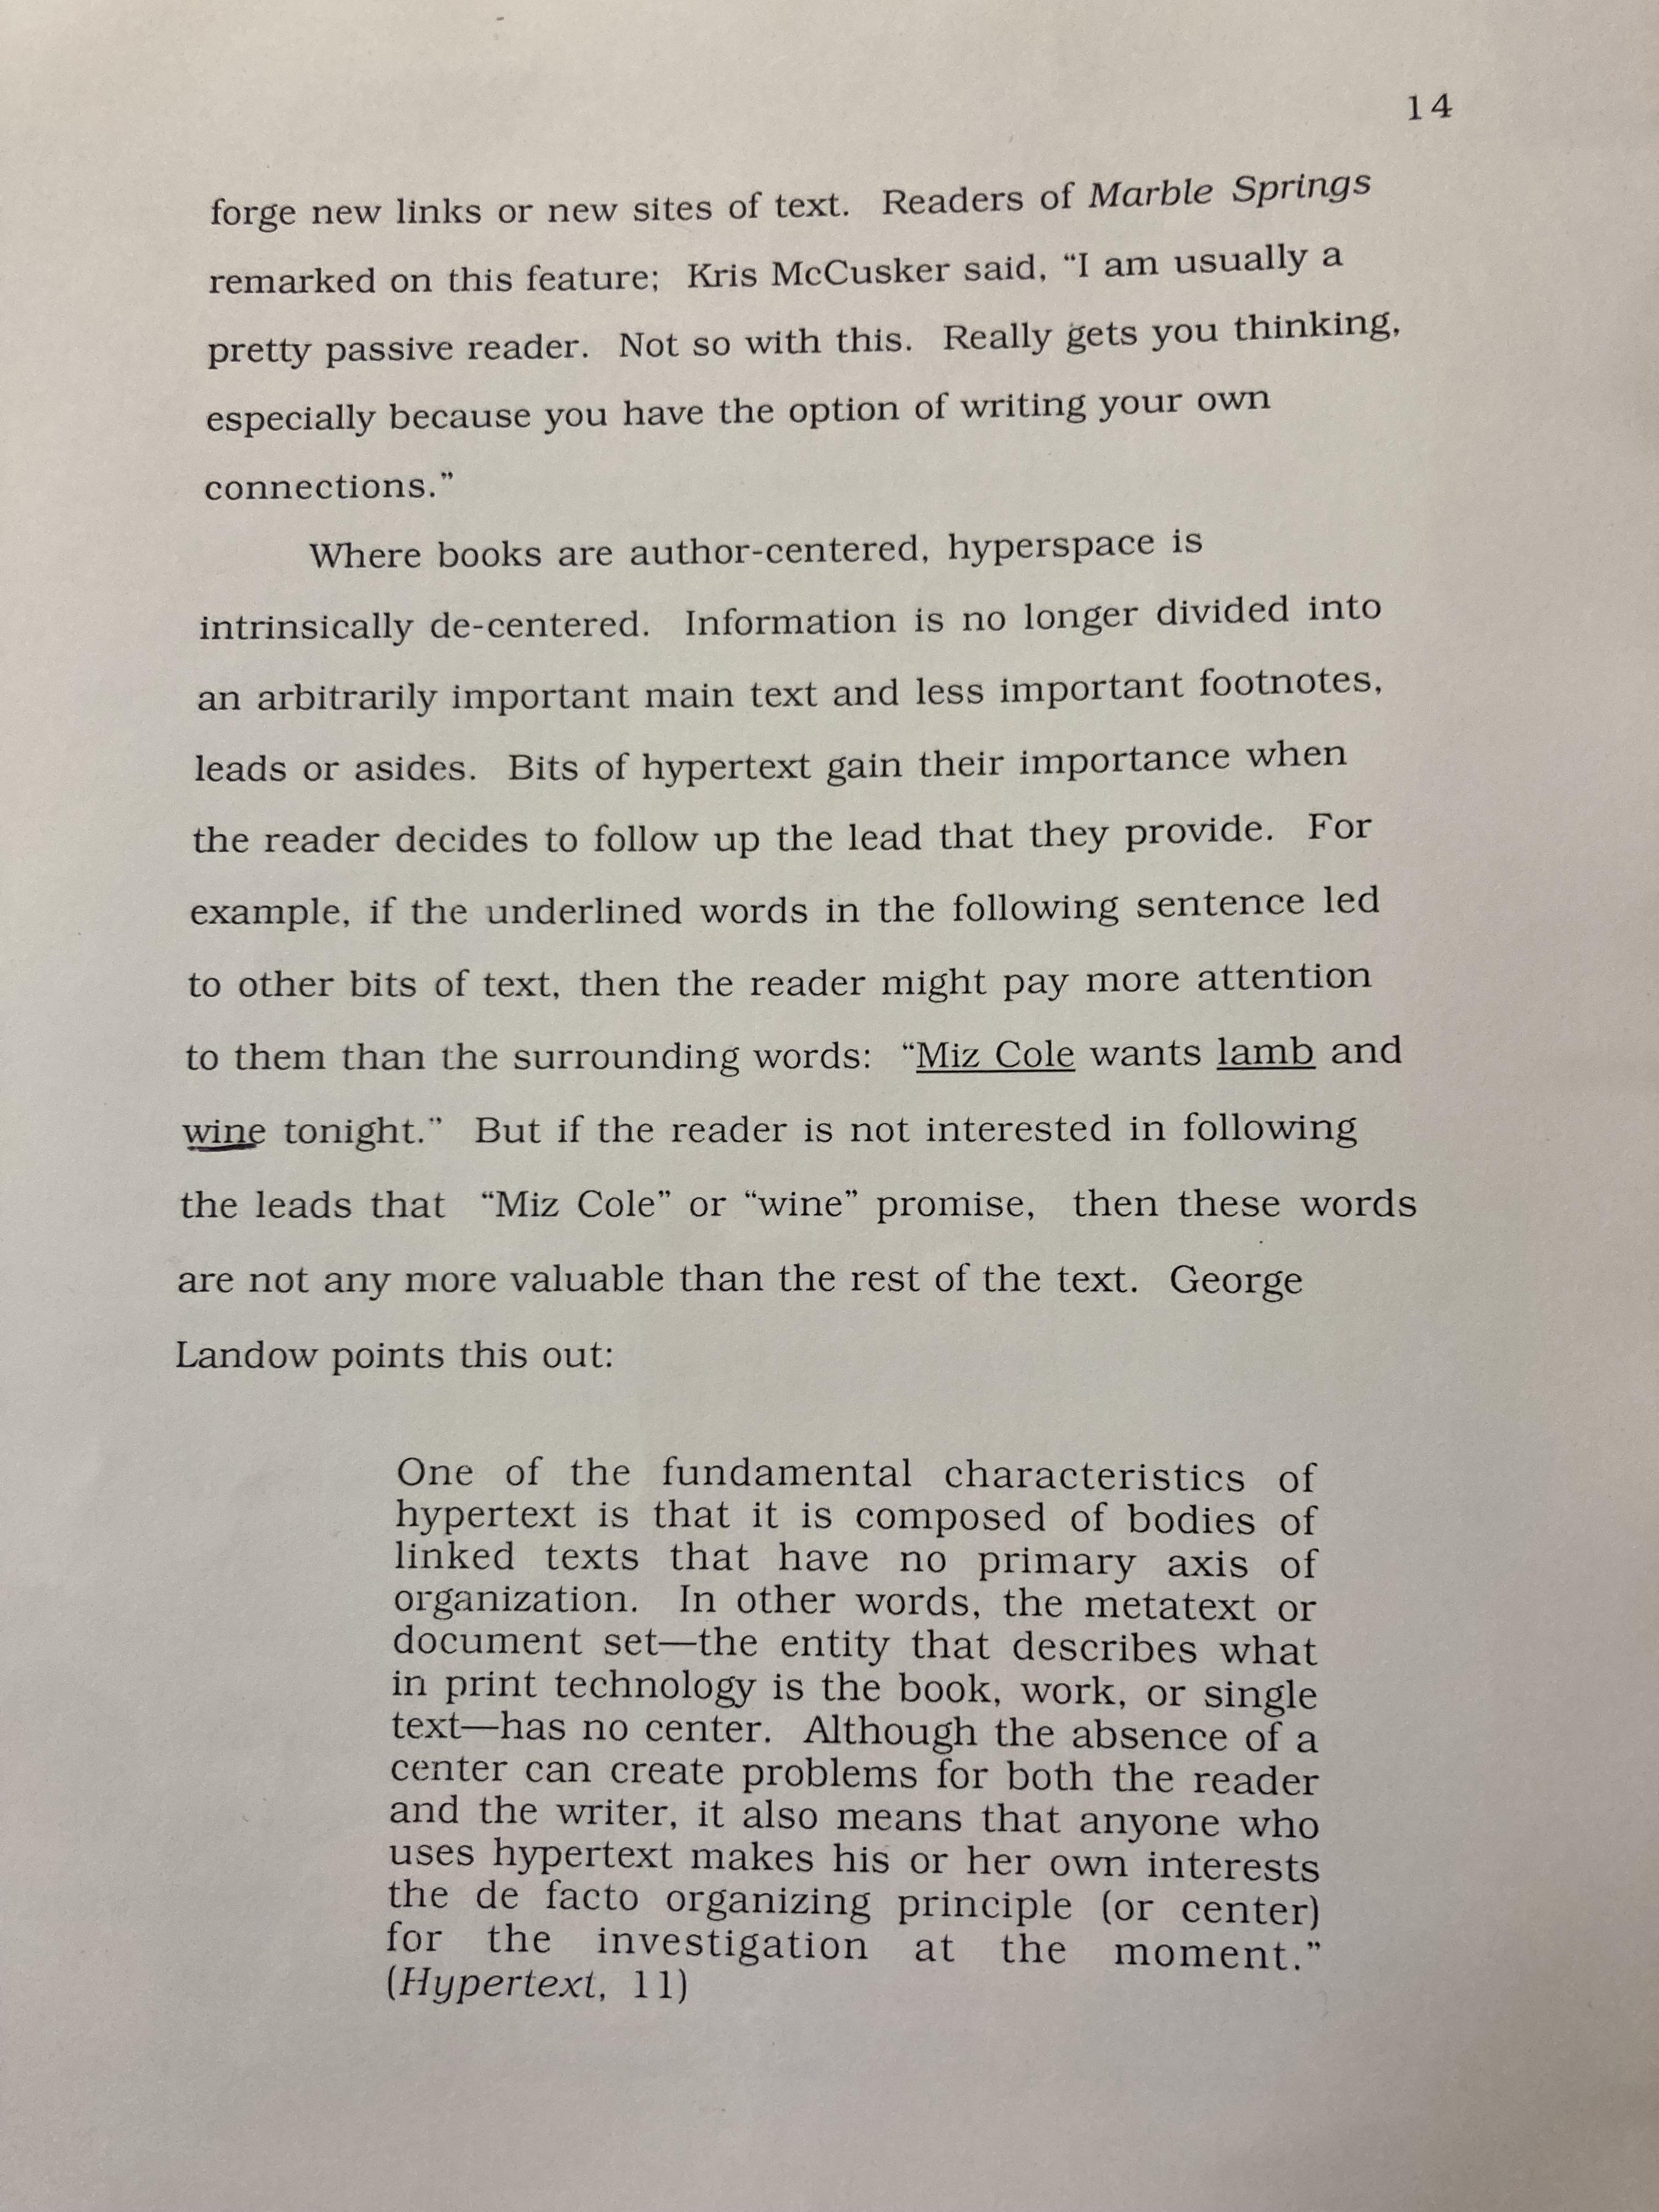 14
forge new links or new sites of text. Readers of Marble Springs
remarked on this feature; Kris McCusker said, “I am usually a
pretty passive reader. Not so with this. Really gets you thinking,
especially because you have the option of writing your own
connections.”
Where books are author-centered, hyperspace is
intrinsically de-centered. Information is no longer divided into
an arbitrarily important main text and less important footnotes,
leads or asides. Bits of hypertext gain their importance when
the reader decides to follow up the lead that they provide. For
example, if the underlined words in the following sentence led
to other bits of text, then the reader might pay more attention
to them than the surrounding words: “Miz Cole wants lamb and
wine tonight.” But if the reader is not interested in following
the leads that “Miz Cole” or “wine” promise, then these words
are not any more valuable than the rest of the text. George
Landow points this out:
One of the fundamental characteristics of
hypertext is that it is composed of bodies of
linked texts that have no primary axis of
organization. In other words, the metatext or
document set—the entity that describes what
in print technology is the book, work, or single
text—has no center. Although the absence of a
center can create problems for both the reader
and the writer, it also means that anyone who
uses hypertext makes his or her own interests
the de facto organizing principle (or center)
for the investigation at the moment.”
(Hypertext, 11)